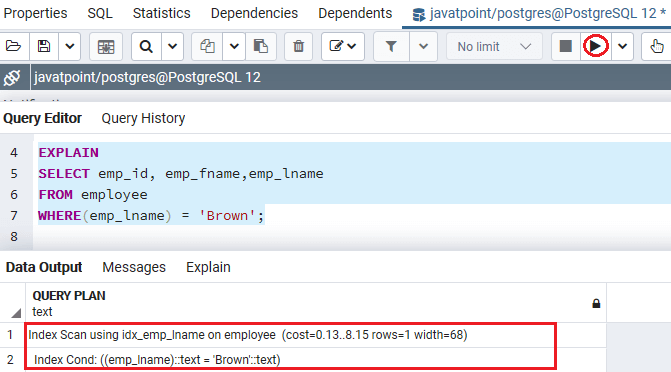 Properties SQL Statistics Dependencies Dependents javatpoint/postgres@PostgreSQL 12 *
No limit
javatpoint/postgres@PostgreSQL 12
Query Editor Query History
4 EXPLAIN
5 SELECT emp_id, emp_fname,emp_lname
6 FROM employee
7 WHERE(emp_lname) = 'Brown';
8
Data Output Messages Explain
QUERY PLAN
text
1 Index Scan using idx_emp_lname on employee (cost=0.13..8.15 rows=1 width=68)
2 Index Cond: ((emp_lname)::text = 'Brown'::text)